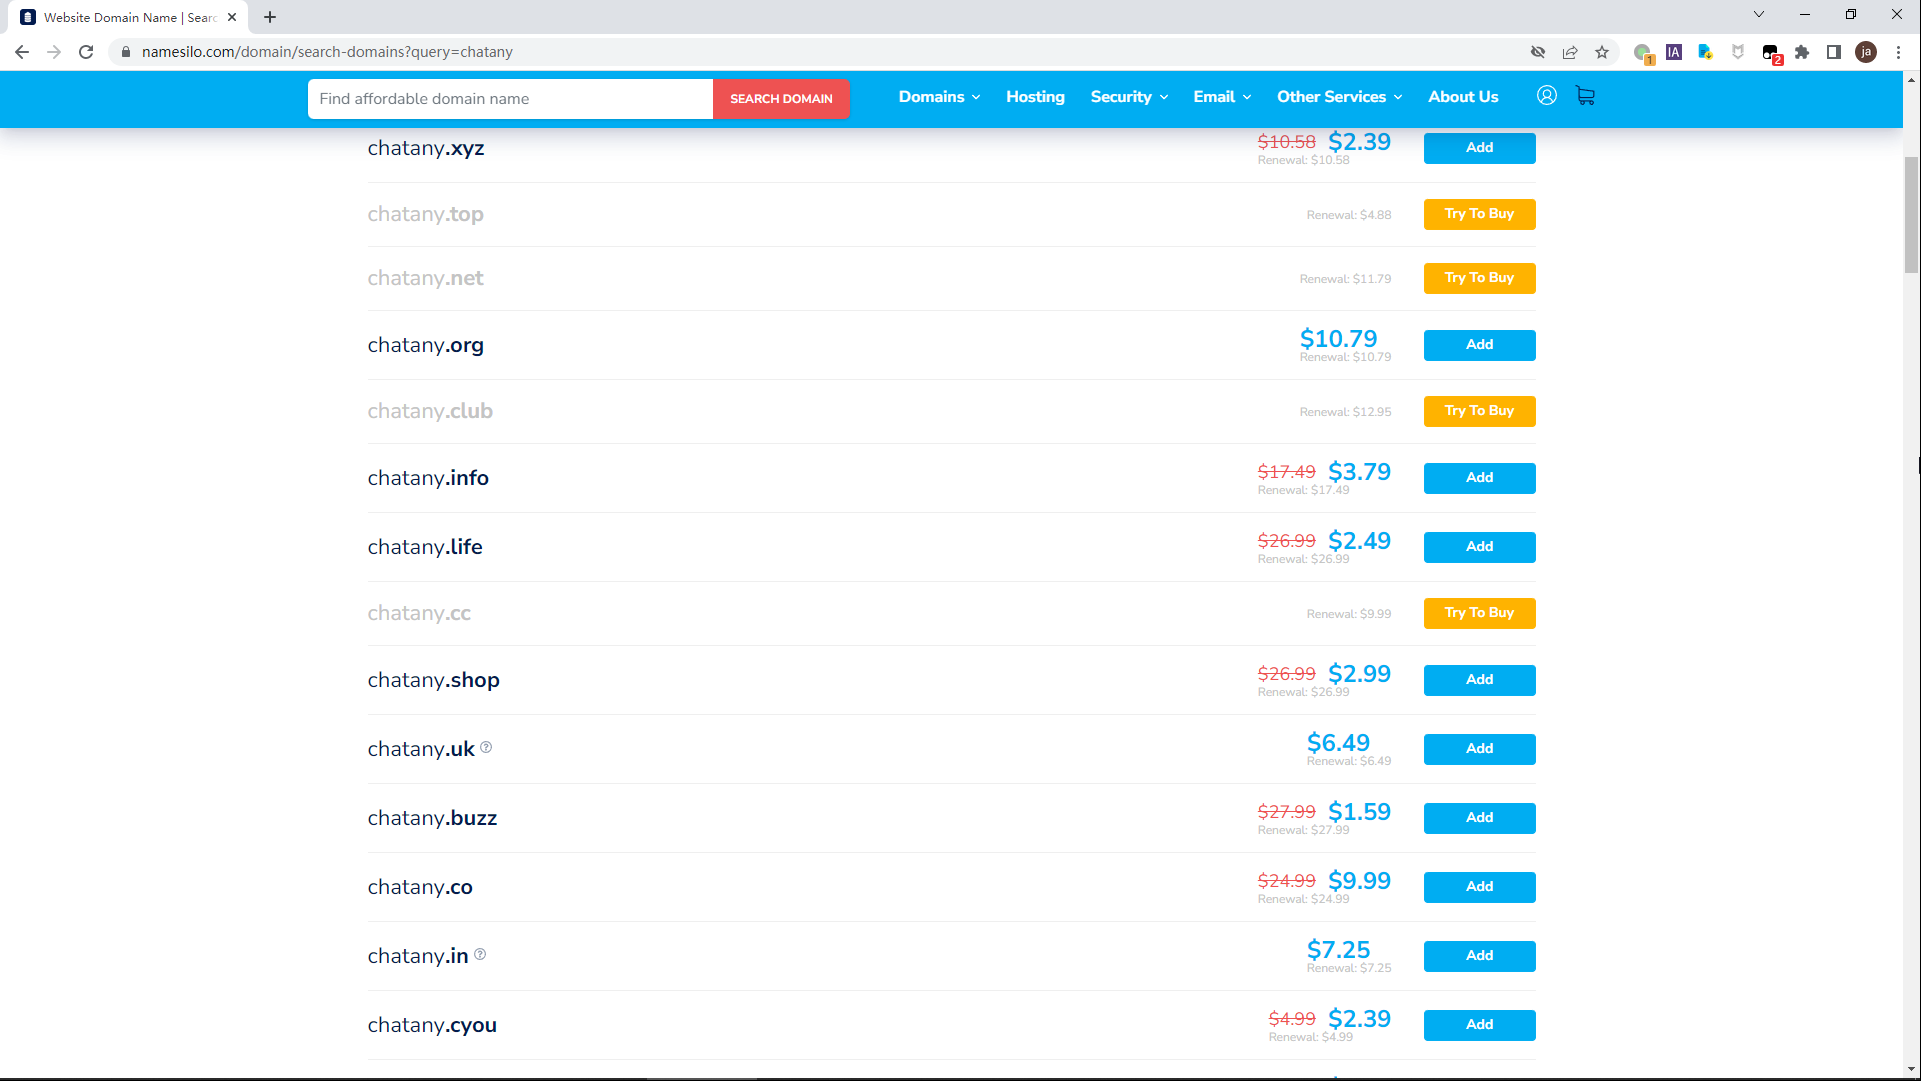 Website Domain Name | Searc
namesilo.com/domain/search-domains?query=chatany
IA
1
2
ja
Find affordable domain name
SEARCH DOMAIN
Domains
Hosting
Security
Email
Other Services
About Us
chatany.xyz
$10.58 $2.39
Renewal: $10.58
Add
chatany.top
Renewal: $4.88
Try To Buy
chatany.net
Renewal: $11.79
Try To Buy
chatany.org
$10.79
Renewal: $10.79
Add
chatany.club
Renewal: $12.95
Try To Buy
chatany.info
$17.49 $3.79
Renewal: $17.49
Add
chatany.life
$26.99 $2.49
Renewal: $26.99
Add
chatany.cc
Renewal: $9.99
Try To Buy
chatany.shop
$26.99 $2.99
Renewal: $26.99
Add
chatany.uk
$6.49
Renewal: $6.49
Add
chatany.buzz
$27.99 $1.59
Renewal: $27.99
Add
chatany.co
$24.99 $9.99
Renewal: $24.99
Add
chatany.in
$7.25
Renewal: $7.25
Add
chatany.cyou
$4.99 $2.39
Renewal: $4.99
Add